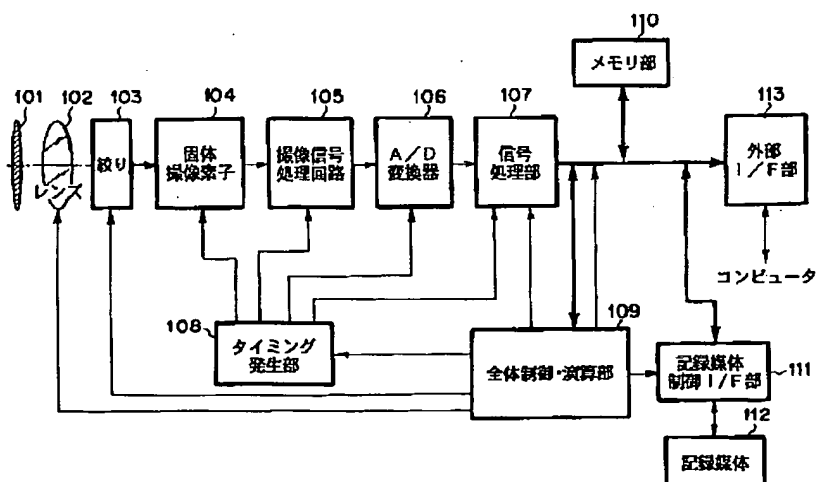 110
メモリ部
101
102
103
104
105
106
107
113
レンズ
絞り
固体
撮像素子
撮像信号
処理回路
A/D
変換器
信号
処理部
外部
I/F部
コンピュータ
108
タイミング
発生部
109
全体制御・演算部
記録媒体
制御I/F部
111
112
記録媒体